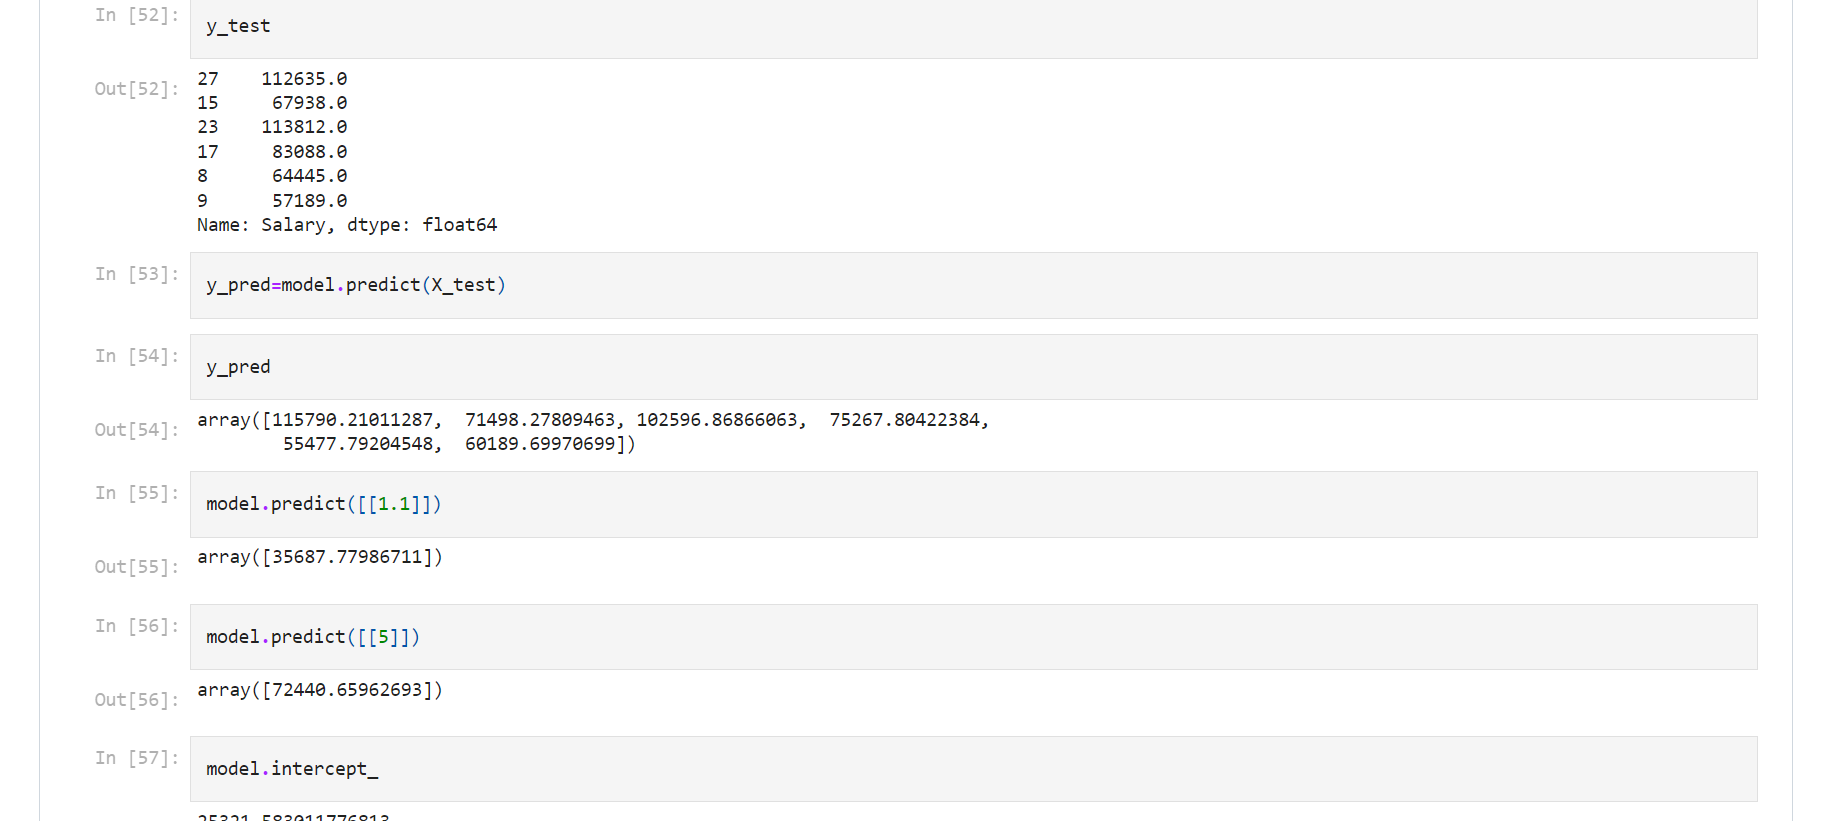 In [52]:
y_test
Out[52]:
27    112635.0
15     67938.0
23    113812.0
17     83088.0
8      64445.0
9      57189.0
Name: Salary, dtype: float64
In [53]:
y_pred=model.predict(X_test)
In [54]:
y_pred
Out[54]:
array([115790.21011287,  71498.27809463, 102596.86866063,  75267.80422384,
        55477.79204548,  60189.69970699])
In [55]:
model.predict([[1.1]])
Out[55]:
array([35687.77986711])
In [56]:
model.predict([[5]])
Out[56]:
array([72440.65962693])
In [57]:
model.intercept_